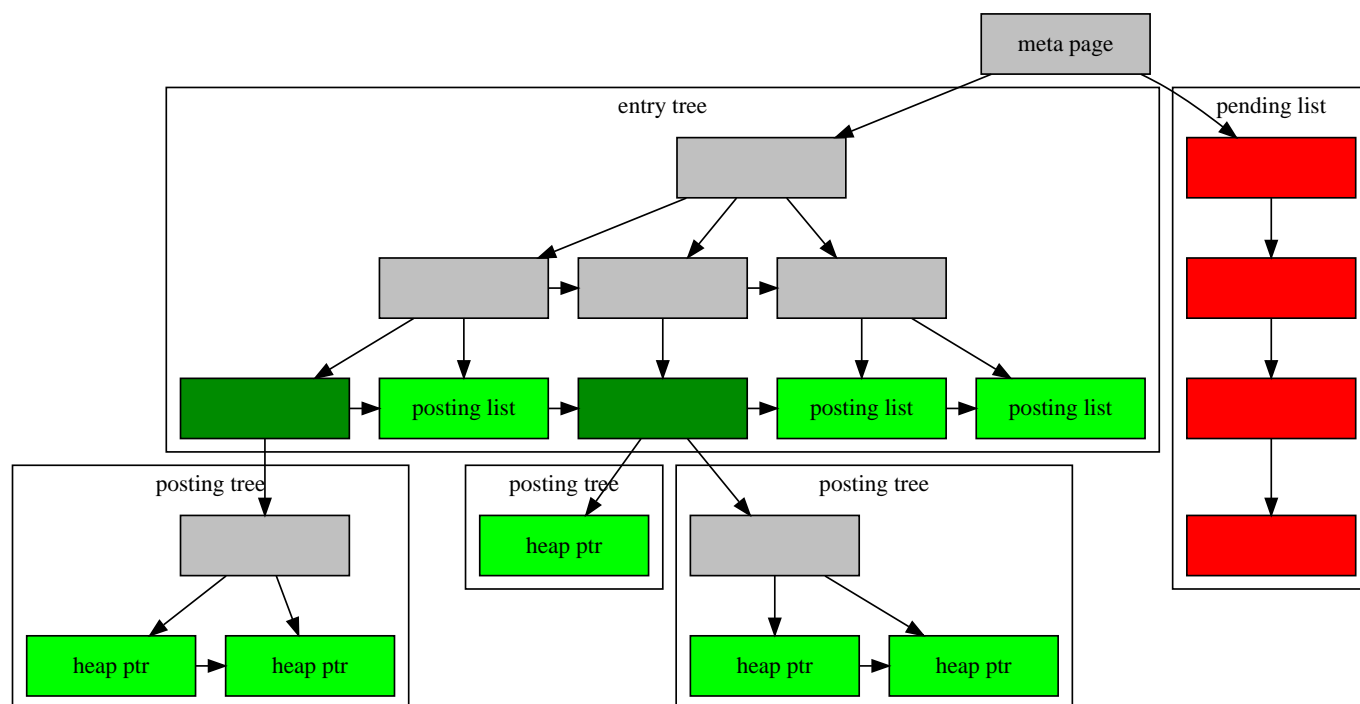 meta page
entry tree
pending list
posting list
posting list
posting list
posting tree
posting tree
posting tree
heap ptr
heap ptr
heap ptr
heap ptr
heap ptr